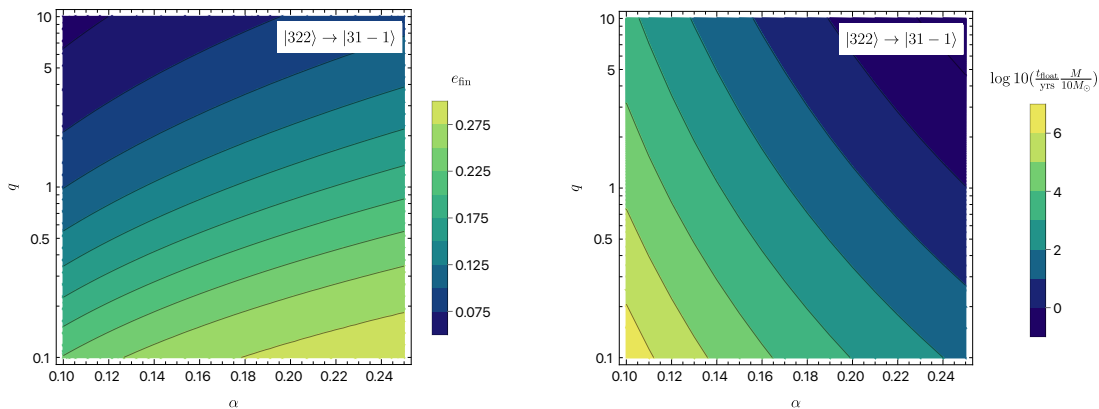 |322⟩ → |31 − 1⟩
e_fin
0.275
0.225
0.175
0.125
0.075
10
5
1
0.5
0.1
q
0.10 0.12 0.14 0.16 0.18 0.20 0.22 0.24
α
|322⟩ → |31 − 1⟩
log 10(t_float/yrs M/10M_⊙)
6
4
2
0
10
5
1
0.5
0.1
q
0.10 0.12 0.14 0.16 0.18 0.20 0.22 0.24
α